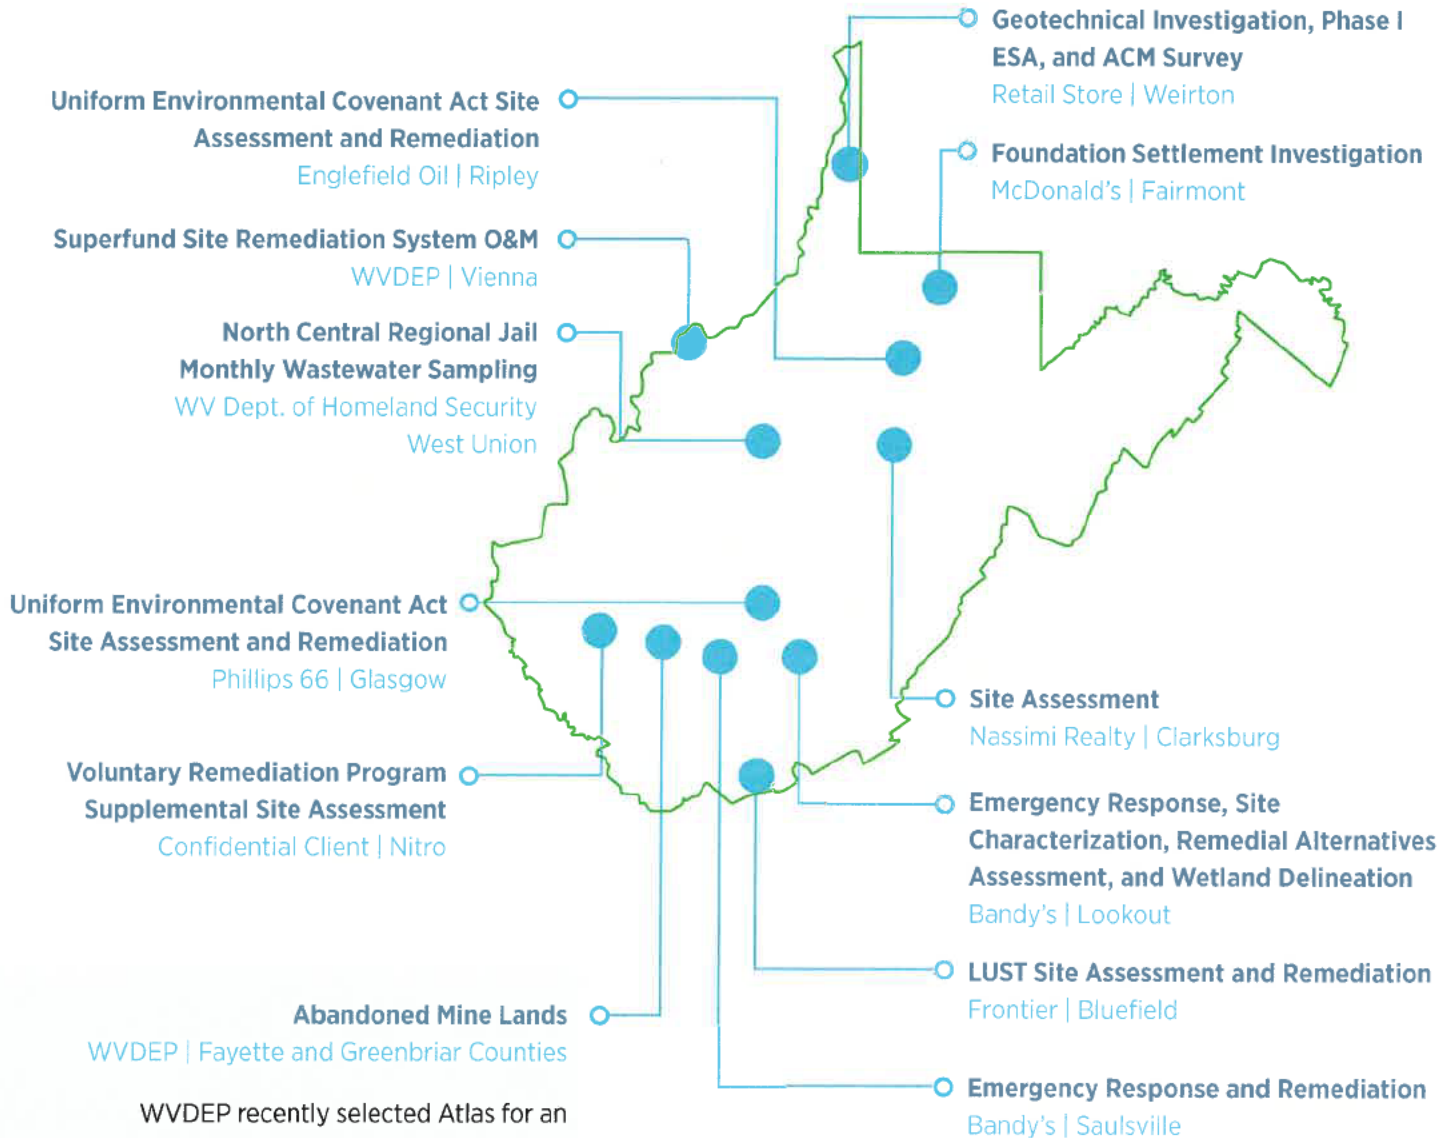 Geotechnical Investigation, Phase I
ESA, and ACM Survey
Retail Store | Weirton
Uniform Environmental Covenant Act Site
Assessment and Remediation
Englefield Oil | Ripley
Foundation Settlement Investigation
McDonald's | Fairmont
Superfund Site Remediation System O&M
WVDEP | Vienna
North Central Regional Jail
Monthly Wastewater Sampling
WV Dept. of Homeland Security
West Union
Uniform Environmental Covenant Act
Site Assessment and Remediation
Phillips 66 | Glasgow
Site Assessment
Nassimi Realty | Clarksburg
Voluntary Remediation Program
Supplemental Site Assessment
Confidential Client | Nitro
Emergency Response, Site
Characterization, Remedial Alternatives
Assessment, and Wetland Delineation
Bandy's | Lookout
LUST Site Assessment and Remediation
Frontier | Bluefield
Abandoned Mine Lands
WVDEP | Fayette and Greenbriar Counties
Emergency Response and Remediation
Bandy's | Saulsville
WVDEP recently selected Atlas for an